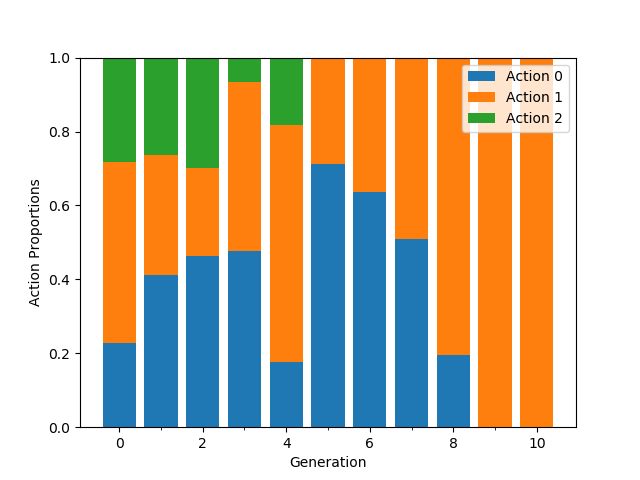 1.0
0.8
0.6
0.4
0.2
0.0
Action Proportions
Action 0
Action 1
Action 2
0 2 4 6 8 10
Generation